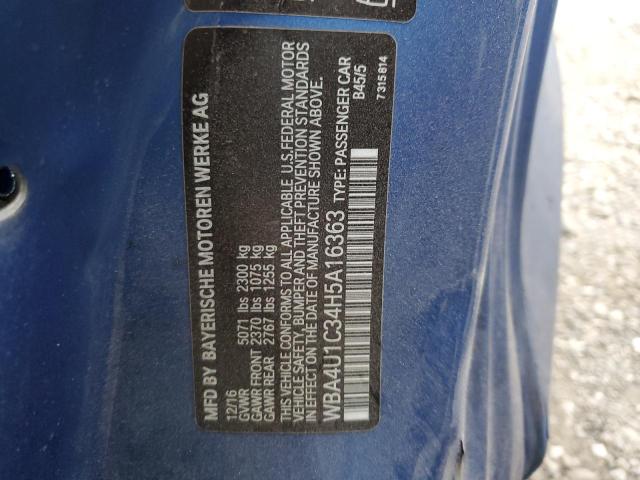 MFD BY BAYERISCHE MOTOREN WERKE AG
12/16
GVWR 5071 lbs 2300 kg
GAWR FRONT 2370 lbs 1075 kg
GAWR REAR 2767 lbs 1255 kg
THIS VEHICLE CONFORMS TO ALL APPLICABLE U.S.FEDERAL MOTOR
VEHICLE SAFETY, BUMPER AND THEFT PREVENTION STANDARDS
IN EFFECT ON THE DATE OF MANUFACTURE SHOWN ABOVE.
WBA4U1C34H5A16363 TYPE: PASSENGER CAR
B45/5
7315814